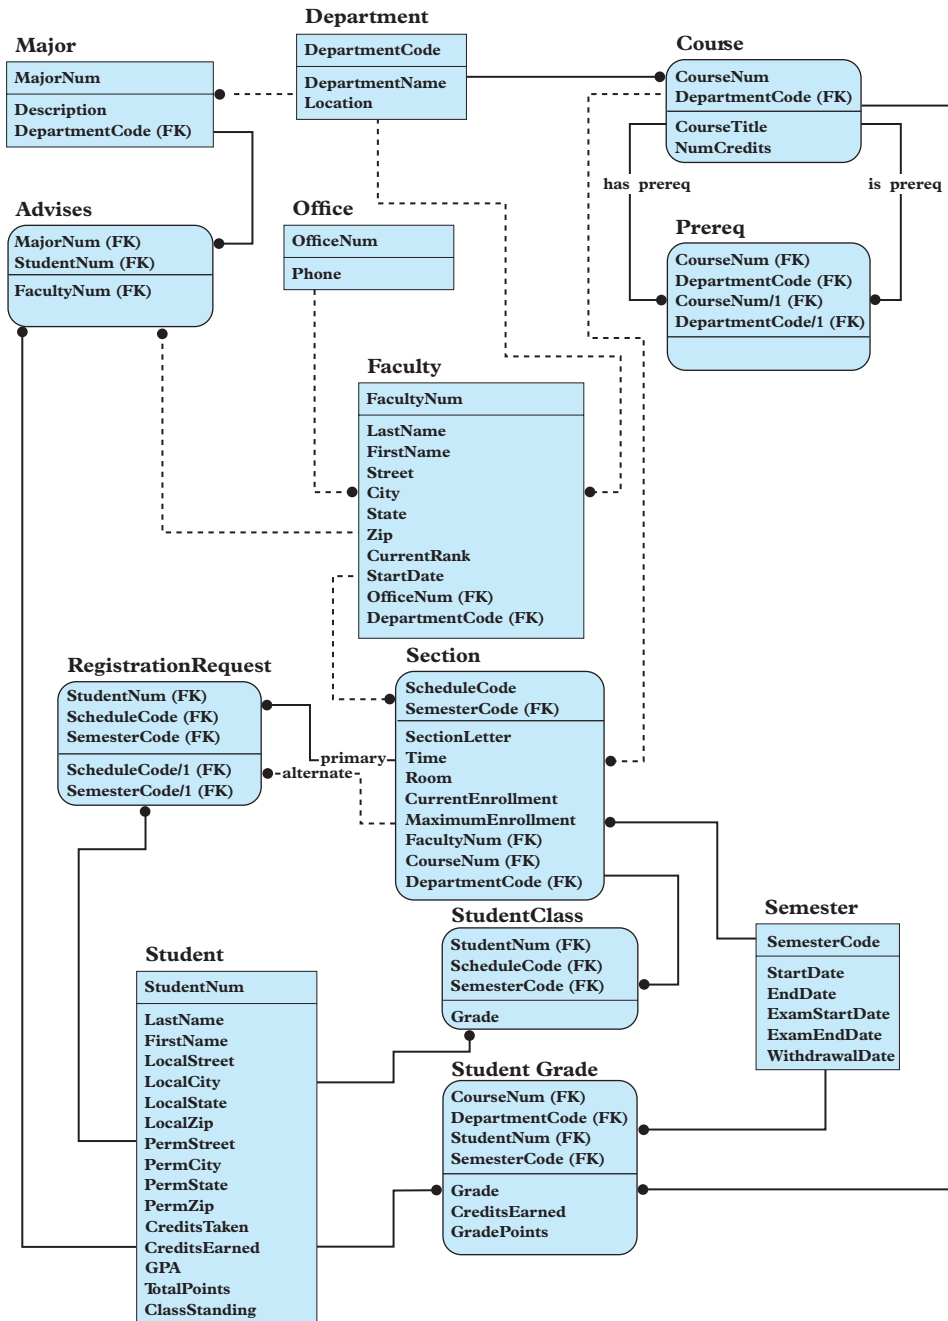 Department
DepartmentCode
DepartmentName
Location
Major
MajorNum
Description
DepartmentCode (FK)
Course
CourseNum
DepartmentCode (FK)
CourseTitle
NumCredits
has prereq
is prereq
Advises
MajorNum (FK)
StudentNum (FK)
FacultyNum (FK)
Office
OfficeNum
Phone
Prereq
CourseNum (FK)
DepartmentCode (FK)
CourseNum/1 (FK)
DepartmentCode/1 (FK)
Faculty
FacultyNum
LastName
FirstName
Street
City
State
Zip
CurrentRank
StartDate
OfficeNum (FK)
DepartmentCode (FK)
RegistrationRequest
StudentNum (FK)
ScheduleCode (FK)
SemesterCode (FK)
ScheduleCode/1 (FK)
SemesterCode/1 (FK)
primary
alternate
Section
ScheduleCode
SemesterCode (FK)
SectionLetter
Time
Room
CurrentEnrollment
MaximumEnrollment
FacultyNum (FK)
CourseNum (FK)
DepartmentCode (FK)
StudentClass
StudentNum (FK)
ScheduleCode (FK)
SemesterCode (FK)
Grade
Semester
SemesterCode
StartDate
EndDate
ExamStartDate
ExamEndDate
WithdrawalDate
Student
StudentNum
LastName
FirstName
LocalStreet
LocalCity
LocalState
LocalZip
PermStreet
PermCity
PermState
PermZip
CreditsTaken
CreditsEarned
GPA
TotalPoints
ClassStanding
Student Grade
CourseNum (FK)
DepartmentCode (FK)
StudentNum (FK)
SemesterCode (FK)
Grade
CreditsEarned
GradePoints